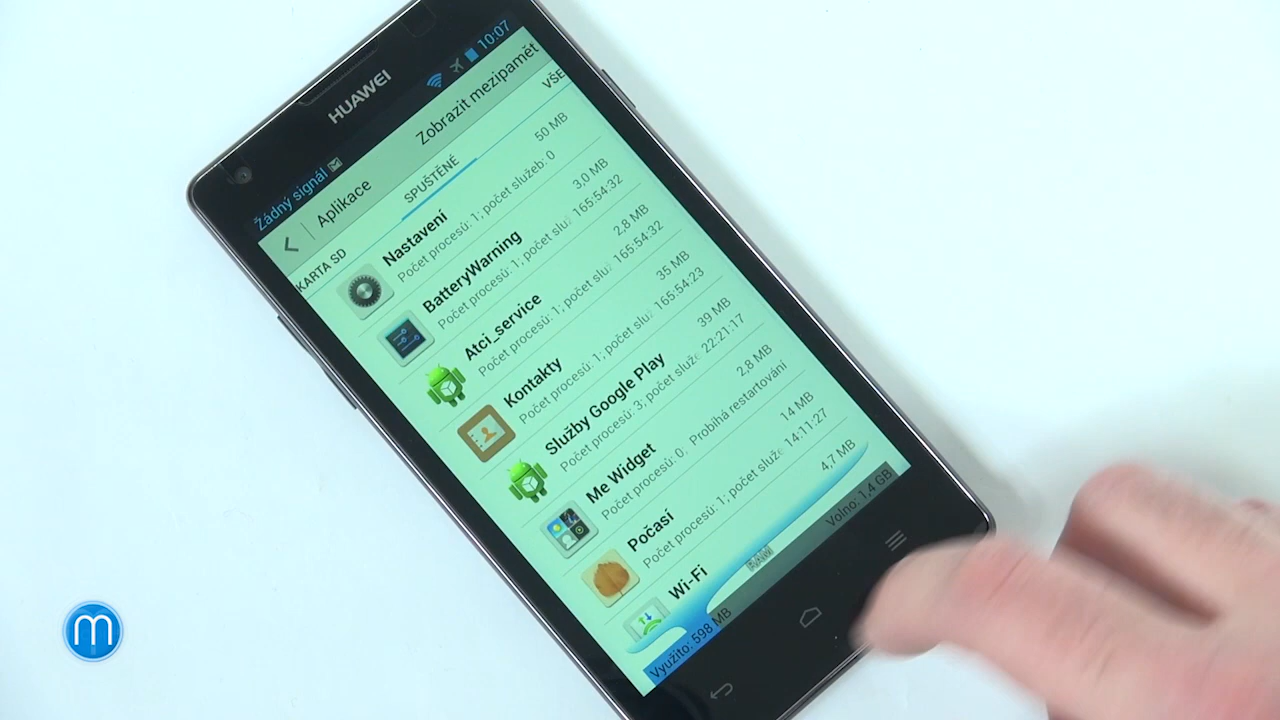 HUAWEI
Žádný signál 10:07
Aplikace Zobrazit mezipamět
KARTA SD SPUŠTĚNÉ VŠE
Nastavení 50 MB
Počet procesů: 1; počet služeb: 0
BatteryWarning 3,0 MB
Počet procesů: 1; počet služ 165:54:32
Atci_service 2,8 MB
Počet procesů: 1; počet služ 165:54:32
Kontakty 35 MB
Počet procesů: 1; počet služ 165:54:23
Služby Google Play 39 MB
Počet procesů: 3; počet služe 22:21:17
Me Widget 2,8 MB
Počet procesů: 0; Probíhá restartování
Počasí 14 MB
Počet procesů: 1; počet služe 14:11:27
Wi-Fi 4,7 MB
RAM
Využito: 598 MB Volno: 1,4 GB
m